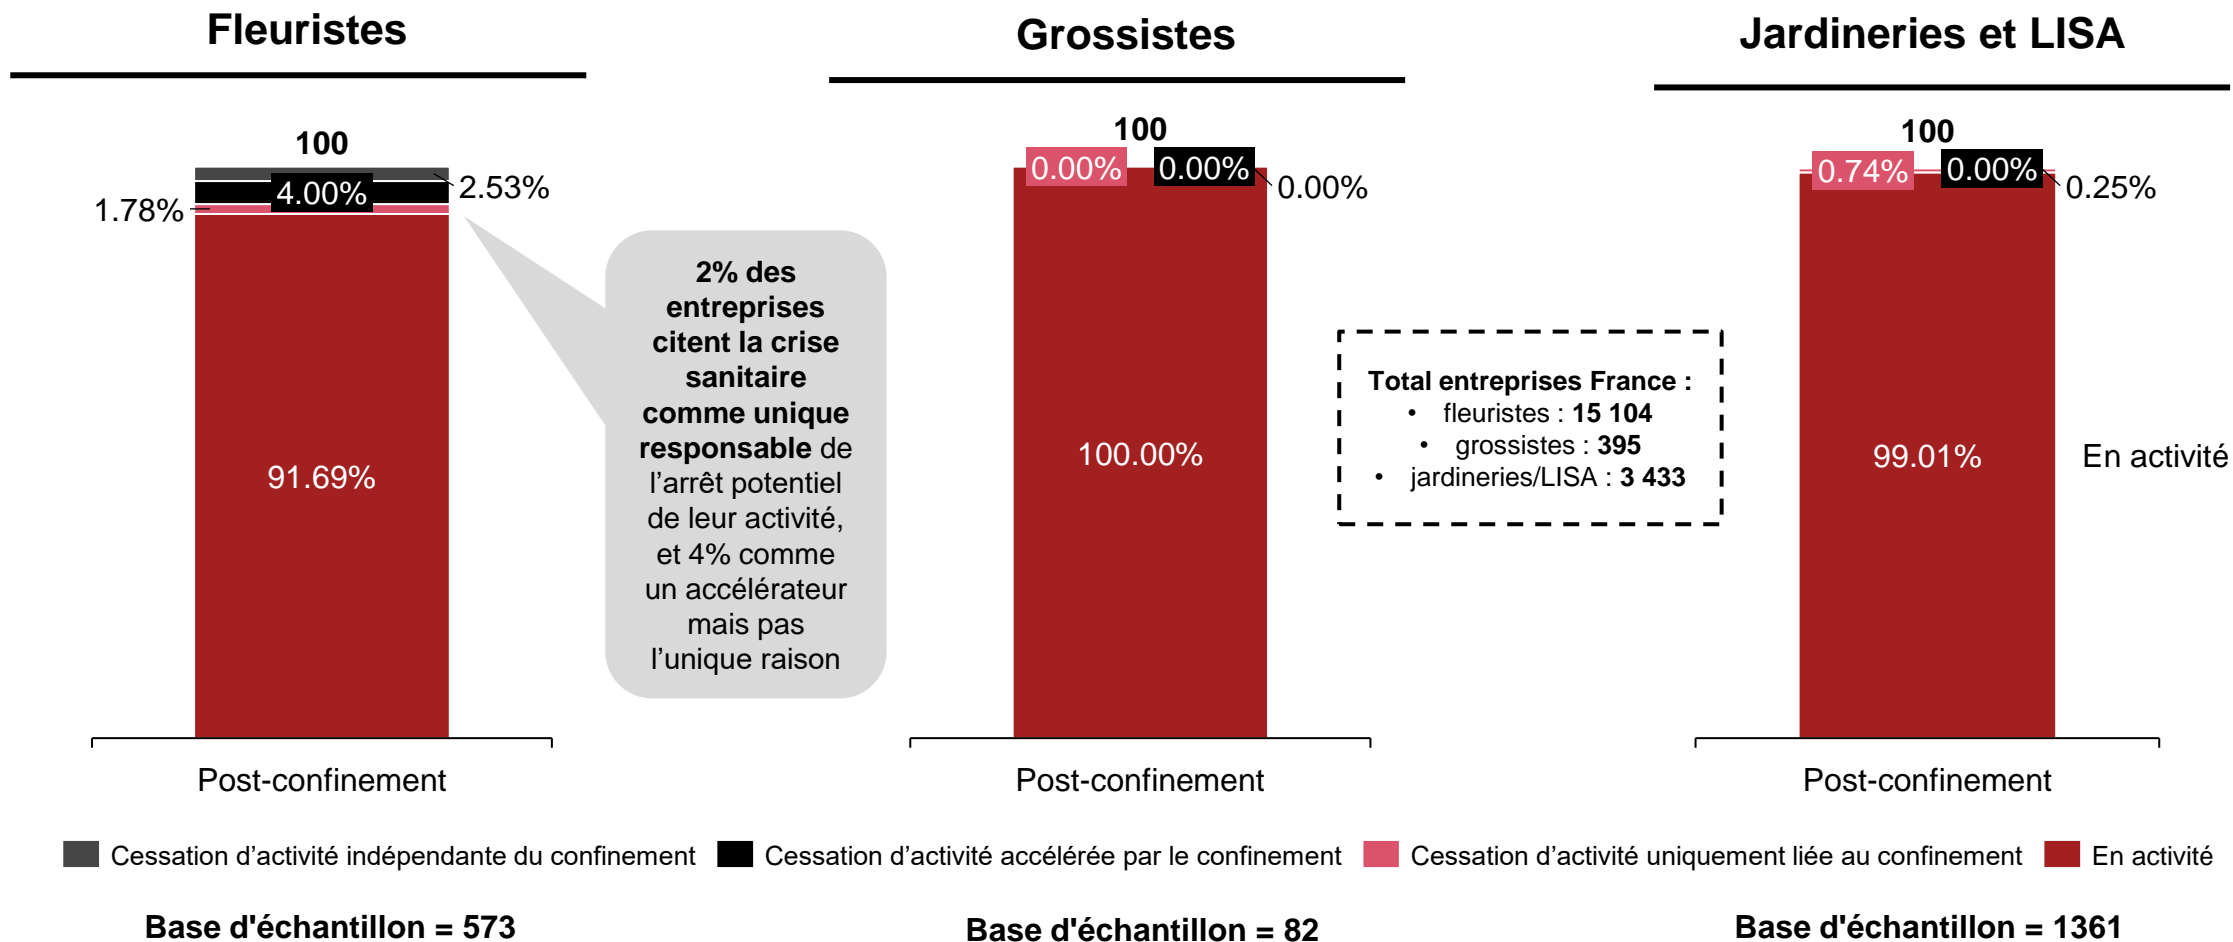 Fleuristes
100
4.00%
2.53%
1.78%
91.69%
Post-confinement
2% des
entreprises
citent la crise
sanitaire
comme unique
responsable de
l’arrêt potentiel
de leur activité,
et 4% comme
un accélérateur
mais pas
l’unique raison
Grossistes
100
0.00%
0.00%
0.00%
100.00%
Post-confinement
Total entreprises France :
• fleuristes : 15 104
• grossistes : 395
• jardineries/LISA : 3 433
Jardineries et LISA
100
0.74%
0.00%
0.25%
99.01%
En activité
Post-confinement
Cessation d’activité indépendante du confinement
Cessation d’activité accélérée par le confinement
Cessation d’activité uniquement liée au confinement
En activité
Base d'échantillon = 573
Base d'échantillon = 82
Base d'échantillon = 1361